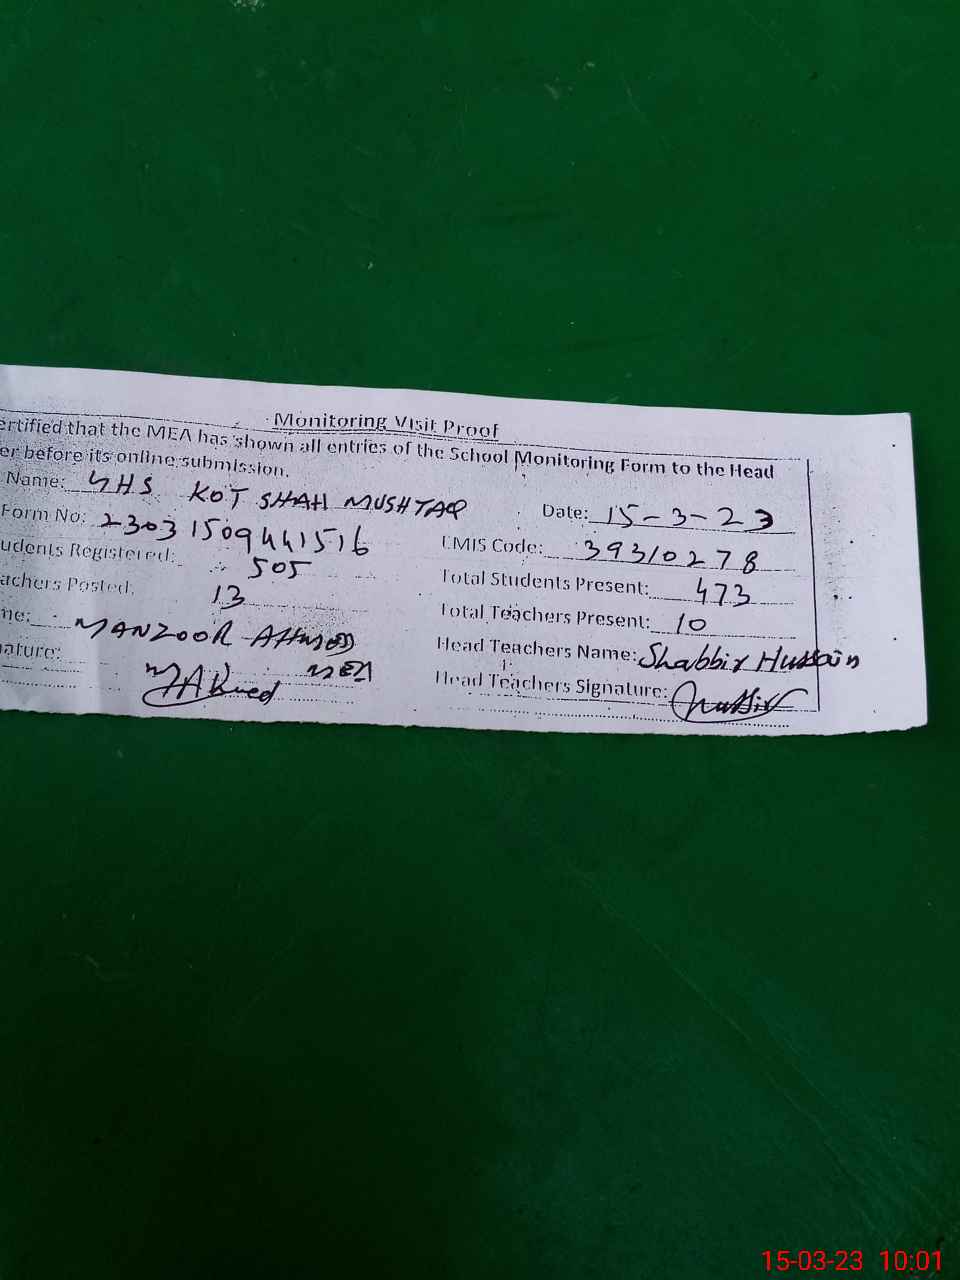 Monitoring Visit Proof
ertified that the MEA has shown all entries of the School Monitoring Form to the Head
er before its online submission.
Name: GHS KOT SHAH MUSHTAQ Date: 15-3-23
Form No: 2303 1509441516 EMIS Code: 39310278
udents Registered: 505 Total Students Present: 473
achers Posted: 13 Total Teachers Present: 10
me: MANZOOR AHMED MEA Head Teachers Name: Shabbir Hussain
nature: MAhmed Head Teachers Signature:
15-03-23 10:01